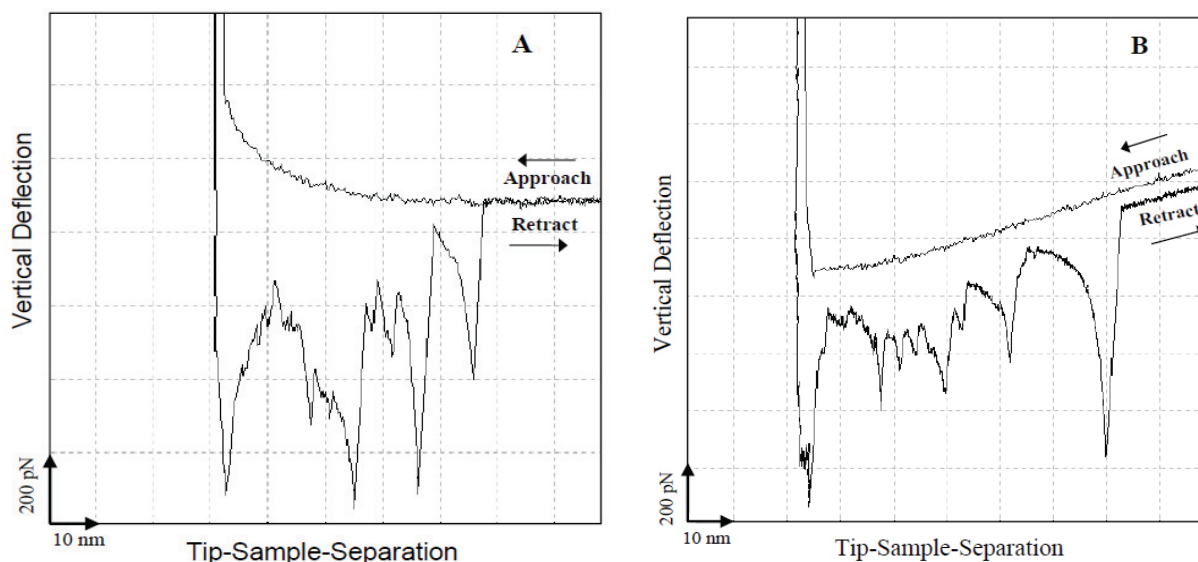 A
Vertical Deflection
Approach
Retract
200 pN
10 nm
Tip-Sample-Separation
B
Vertical Deflection
Approach
Retract
200 pN
10 nm
Tip-Sample-Separation